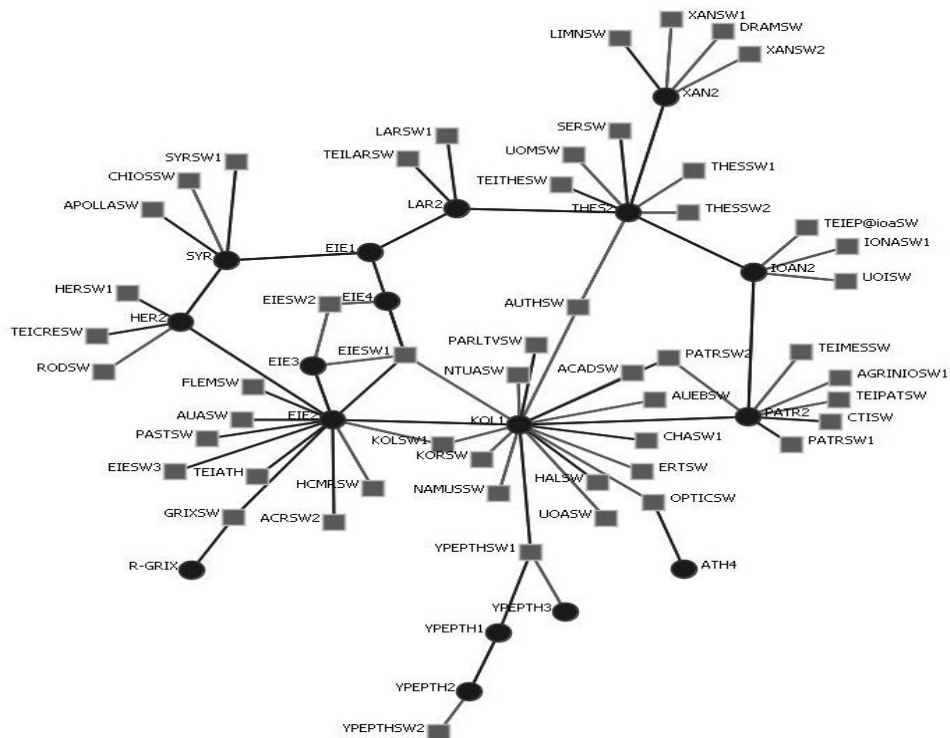 XANSW1
DRAMSW
LIMNSW
XANSW2
XAN2
SERSW
LARSW1
UOMSW
TEILARSW
SYRSW1
THESSW1
CHIOSSW
TEITHESW
APOLLASW
LAR2
THES2
THESSW2
TEIEP@ioaSW
IONASW1
EIE1
SYR
IOAN2
UOISW
HERSW1
EIESW2
EIE4
AUTHSW
HER2
TEICRESW
PARLTVSW
EIESW1
PATRSW2
TEIMESSW
EIE3
RODSW
NTUASW
ACADSW
AGRINIOSW1
FLEMSW
AUEBSW
TEIPATSW
AUASW
EIE2
KOL1
PATR2
CTISW
PASTSW
KOLSW1
CHASW1
PATRSW1
KORSW
EIESW3
TEIATH
ERTSW
HCMRSW
NAMUSSW
HALSW
OPTICSW
GRIXSW
ACRSW2
UOASW
YPEPTHSW1
R-GRIX
ATH4
YPEPTH3
YPEPTH1
YPEPTH2
YPEPTHSW2